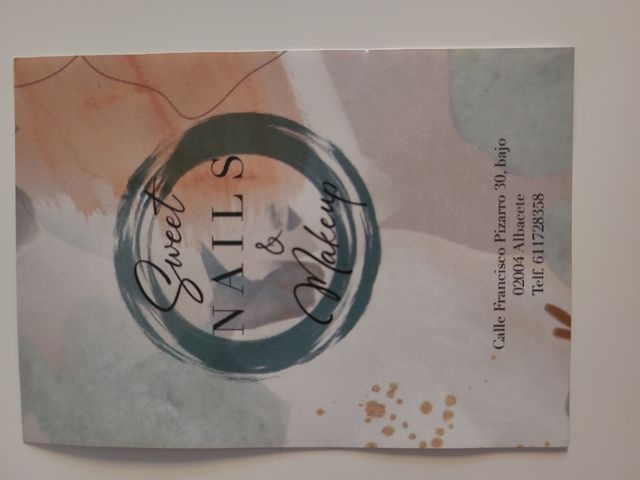 Sweet
NAILS
&
Makeup
Calle Francisco Pizarro 30, bajo
02004 Albacete
Telf. 611728358